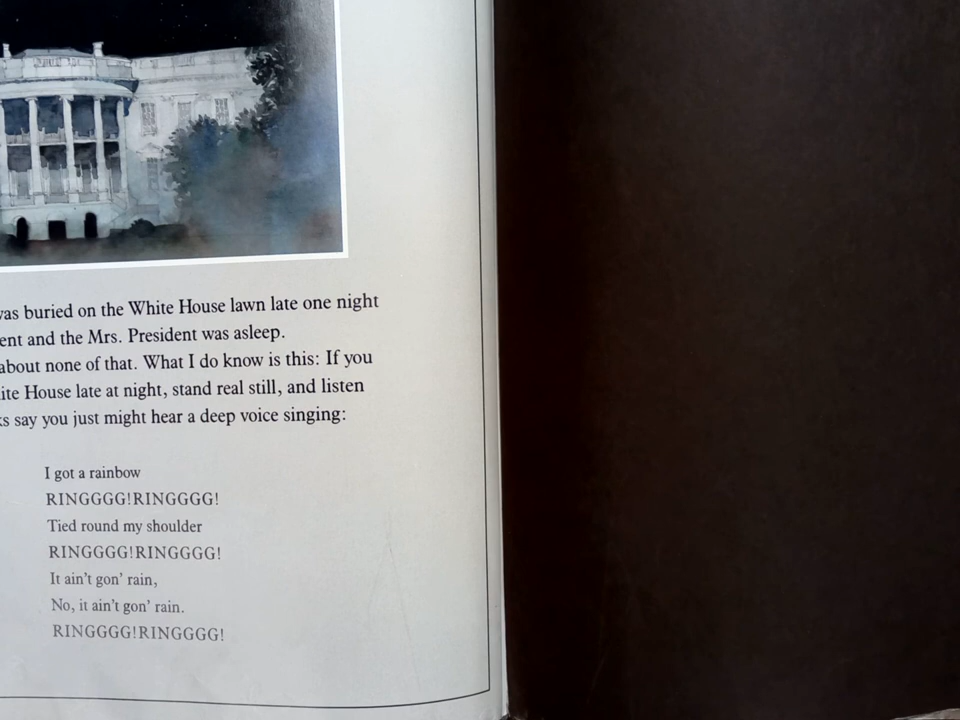 was buried on the White House lawn late one night
ent and the Mrs. President was asleep.
about none of that. What I do know is this: If you
ite House late at night, stand real still, and listen
ks say you just might hear a deep voice singing:
I got a rainbow
RINGGGG!RINGGGG!
Tied round my shoulder
RINGGGG!RINGGGG!
It ain't gon' rain,
No, it ain't gon' rain.
RINGGGG!RINGGGG!